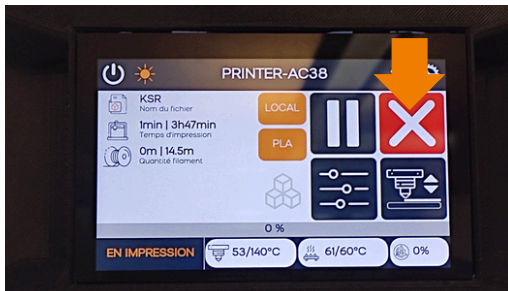 PRINTER-AC38
KSR
Nom du fichier
LOCAL
1min | 3h47min
Temps d'impression
PLA
0m | 14.5m
Quantité filament
0 %
EN IMPRESSION
53/140°C
61/60°C
0%